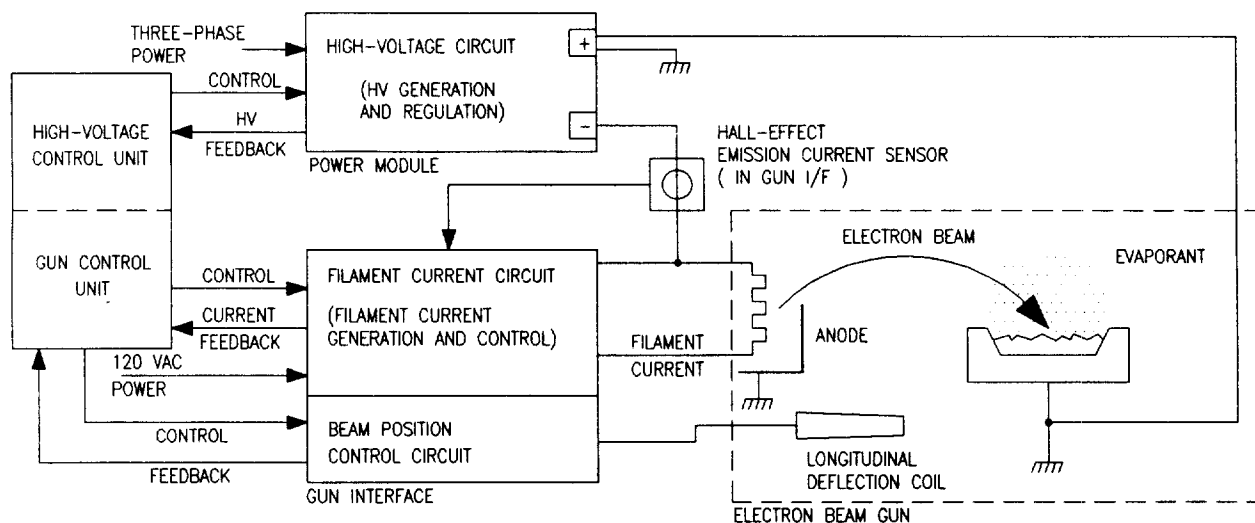 THREE-PHASE
POWER
HIGH-VOLTAGE CIRCUIT
(HV GENERATION
AND REGULATION)
+
-
POWER MODULE
CONTROL
HV
FEEDBACK
HIGH-VOLTAGE
CONTROL UNIT
HALL-EFFECT
EMISSION CURRENT SENSOR
( IN GUN I/F )
GUN CONTROL
UNIT
CONTROL
CURRENT
FEEDBACK
120 VAC
POWER
CONTROL
FEEDBACK
FILAMENT CURRENT CIRCUIT
(FILAMENT CURRENT
GENERATION AND CONTROL)
BEAM POSITION
CONTROL CIRCUIT
GUN INTERFACE
FILAMENT
CURRENT
ELECTRON BEAM
EVAPORANT
ANODE
LONGITUDINAL
DEFLECTION COIL
ELECTRON BEAM GUN